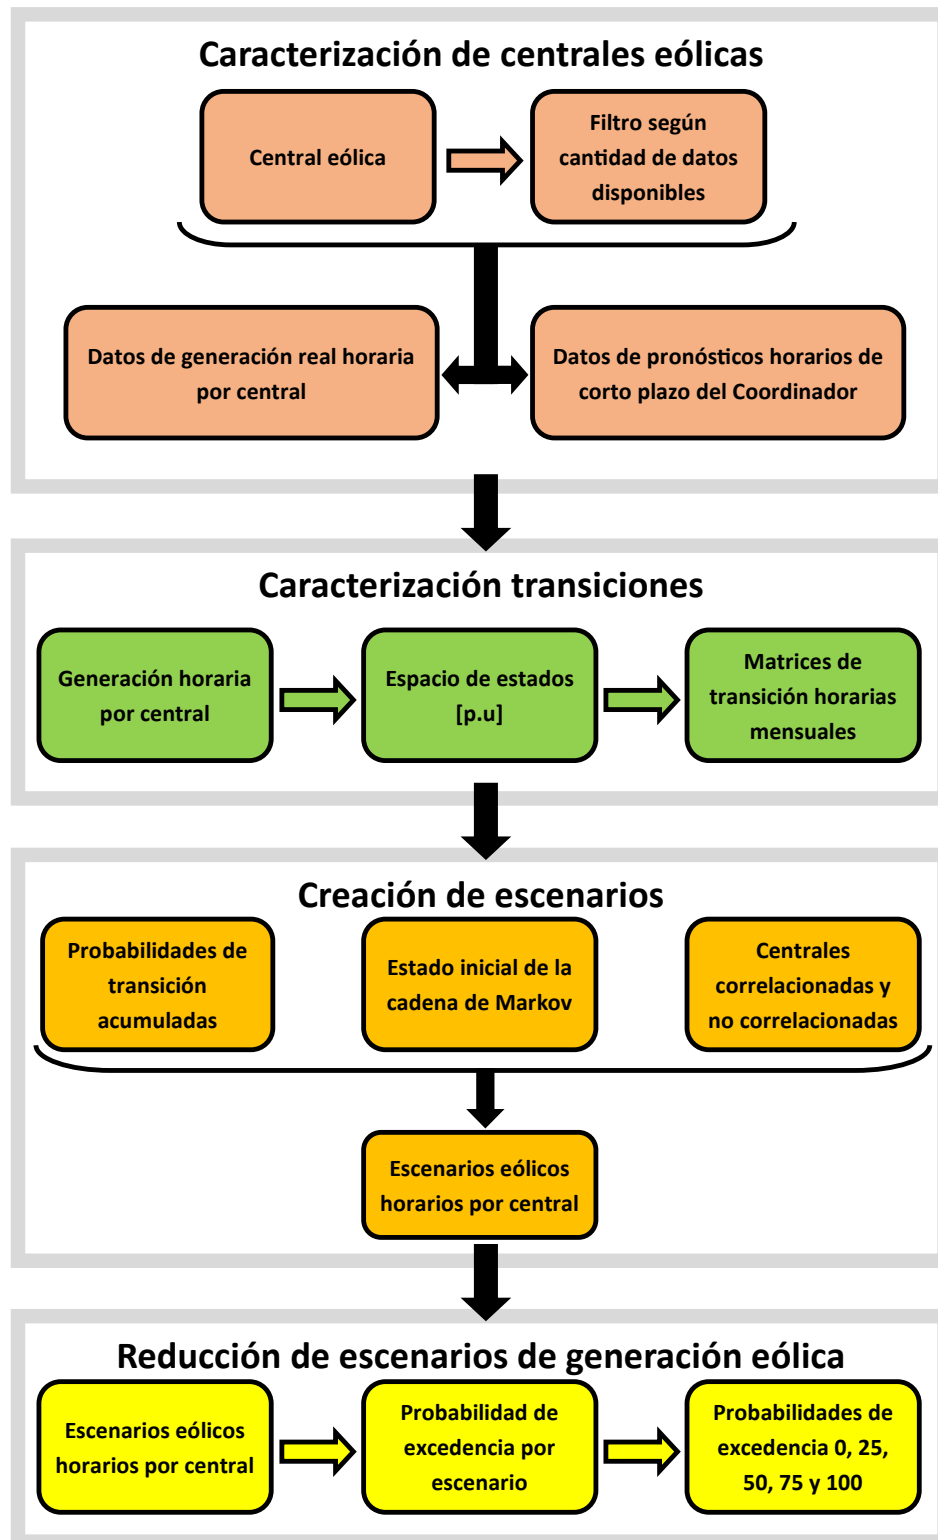 Caracterización de centrales eólicas
Central eólica
Filtro según
cantidad de datos
disponibles
Datos de generación real horaria
por central
Datos de pronósticos horarios de
corto plazo del Coordinador
Caracterización transiciones
Generación horaria
por central
Espacio de estados
[p.u]
Matrices de
transición horarias
mensuales
Creación de escenarios
Probabilidades de
transición
acumuladas
Estado inicial de la
cadena de Markov
Centrales
correlacionadas y
no correlacionadas
Escenarios eólicos
horarios por central
Reducción de escenarios de generación eólica
Escenarios eólicos
horarios por central
Probabilidad de
excedencia por
escenario
Probabilidades de
excedencia 0, 25,
50, 75 y 100